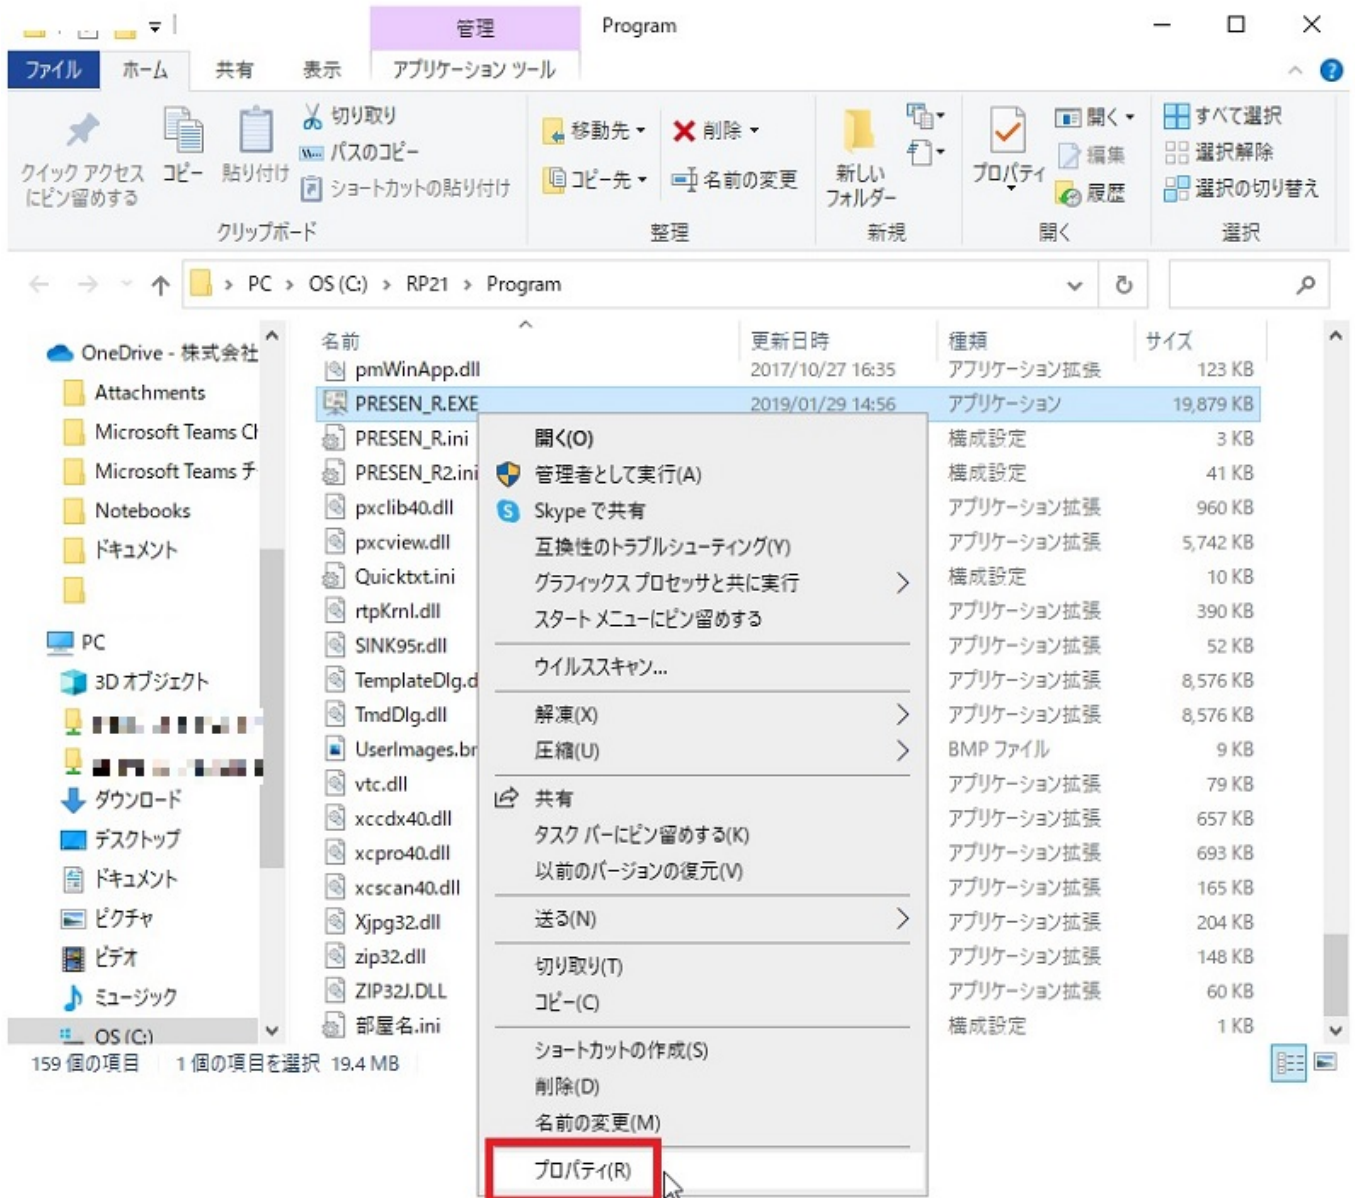 管理
Program
ファイル
ホーム
共有
表示
アプリケーション ツール
クイック アクセス
にピン留めする
コピー
貼り付け
切り取り
パスのコピー
ショートカットの貼り付け
クリップボード
移動先
コピー先
削除
名前の変更
整理
新しい
フォルダー
新規
プロパティ
開く
編集
履歴
開く
すべて選択
選択解除
選択の切り替え
選択
PC > OS (C:) > RP21 > Program
OneDrive - 株式会社
Attachments
Microsoft Teams Ch
Microsoft Teams チ
Notebooks
ドキュメント
PC
3D オブジェクト
ダウンロード
デスクトップ
ドキュメント
ピクチャ
ビデオ
ミュージック
OS (C:)
名前 更新日時 種類 サイズ
pmWinApp.dll 2017/10/27 16:35 アプリケーション拡張 123 KB
PRESEN_R.EXE 2019/01/29 14:56 アプリケーション 19,879 KB
PRESEN_R.ini 構成設定 3 KB
PRESEN_R2.ini 構成設定 41 KB
pxclib40.dll アプリケーション拡張 960 KB
pxcview.dll アプリケーション拡張 5,742 KB
Quicktxt.ini 構成設定 10 KB
rtpKrnl.dll アプリケーション拡張 390 KB
SINK95r.dll アプリケーション拡張 52 KB
TemplateDlg.d アプリケーション拡張 8,576 KB
TmdDlg.dll アプリケーション拡張 8,576 KB
UserImages.br BMP ファイル 9 KB
vtc.dll アプリケーション拡張 79 KB
xccdx40.dll アプリケーション拡張 657 KB
xcpro40.dll アプリケーション拡張 693 KB
xcscan40.dll アプリケーション拡張 165 KB
Xjpg32.dll アプリケーション拡張 204 KB
zip32.dll アプリケーション拡張 148 KB
ZIP32J.DLL アプリケーション拡張 60 KB
部屋名.ini 構成設定 1 KB
開く(O)
管理者として実行(A)
Skype で共有
互換性のトラブルシューティング(Y)
グラフィックス プロセッサと共に実行
スタート メニューにピン留めする
ウイルススキャン...
解凍(X)
圧縮(U)
共有
タスク バーにピン留めする(K)
以前のバージョンの復元(V)
送る(N)
切り取り(T)
コピー(C)
ショートカットの作成(S)
削除(D)
名前の変更(M)
プロパティ(R)
159 個の項目 1 個の項目を選択 19.4 MB